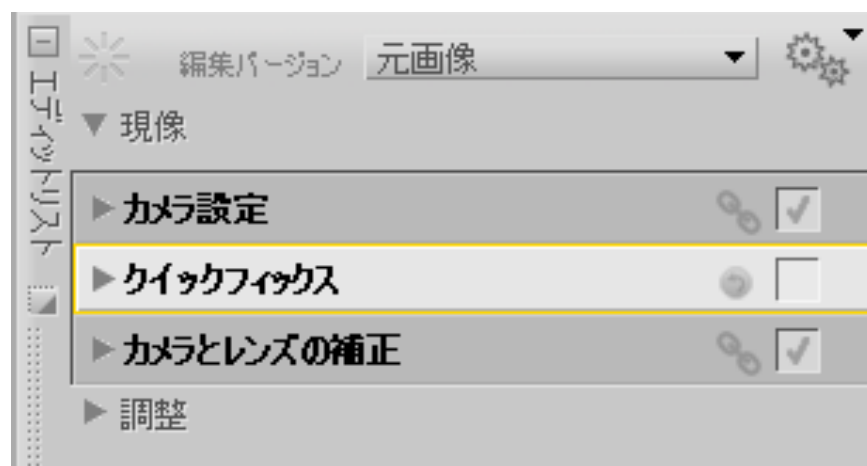 エディットリスト
編集バージョン 元画像
現像
カメラ設定
クイックフィックス
カメラとレンズの補正
調整